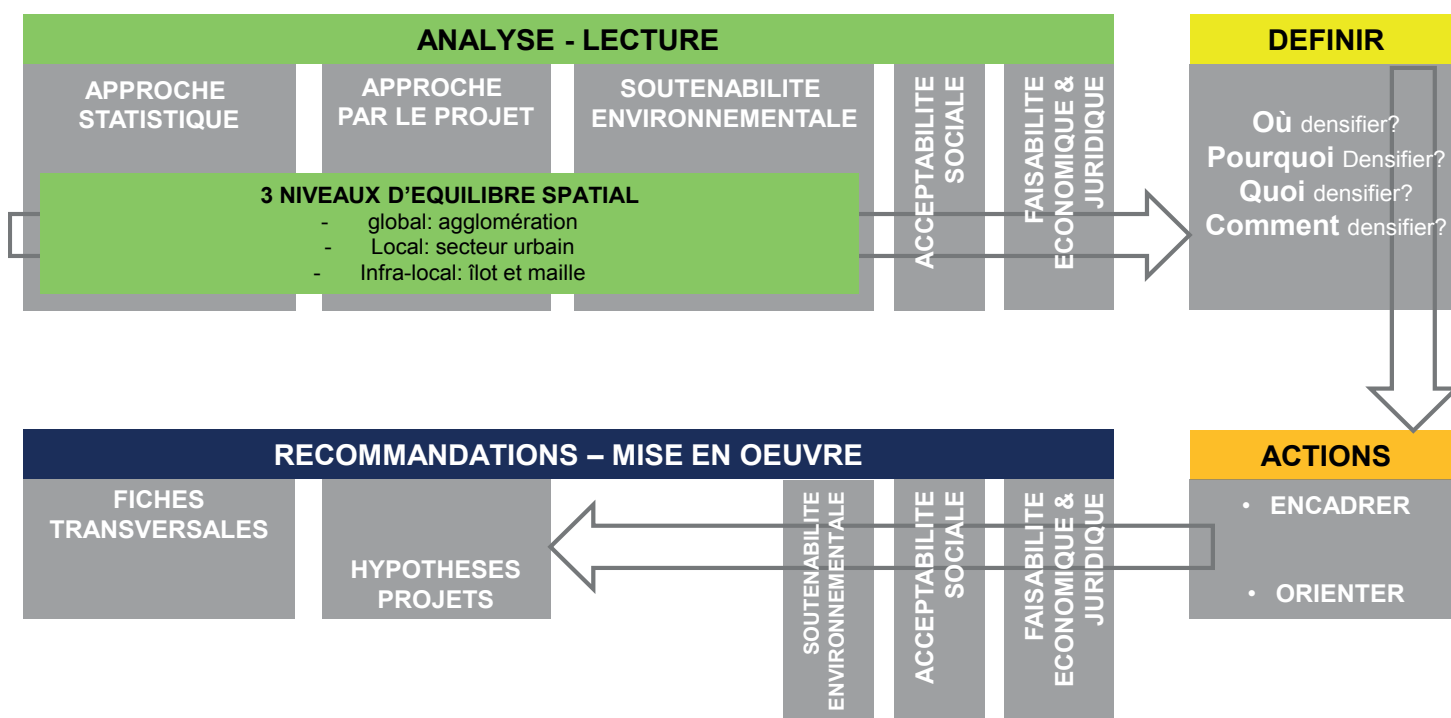 ANALYSE - LECTURE
APPROCHE
STATISTIQUE
APPROCHE
PAR LE PROJET
SOUTENABILITE
ENVIRONNEMENTALE
ACCEPTABILITE
SOCIALE
FAISABILITE
ECONOMIQUE &
JURIDIQUE
3 NIVEAUX D'EQUILIBRE SPATIAL
- global: agglomération
- Local: secteur urbain
- Infra-local: îlot et maille
DEFINIR
Où densifier?
Pourquoi Densifier?
Quoi densifier?
Comment densifier?
RECOMMANDATIONS – MISE EN OEUVRE
FICHES
TRANSVERSALES
HYPOTHESES
PROJETS
SOUTENABILITE
ENVIRONNEMENTALE
ACCEPTABILITE
SOCIALE
FAISABILITE
ECONOMIQUE &
JURIDIQUE
ACTIONS
• ENCADRER
• ORIENTER